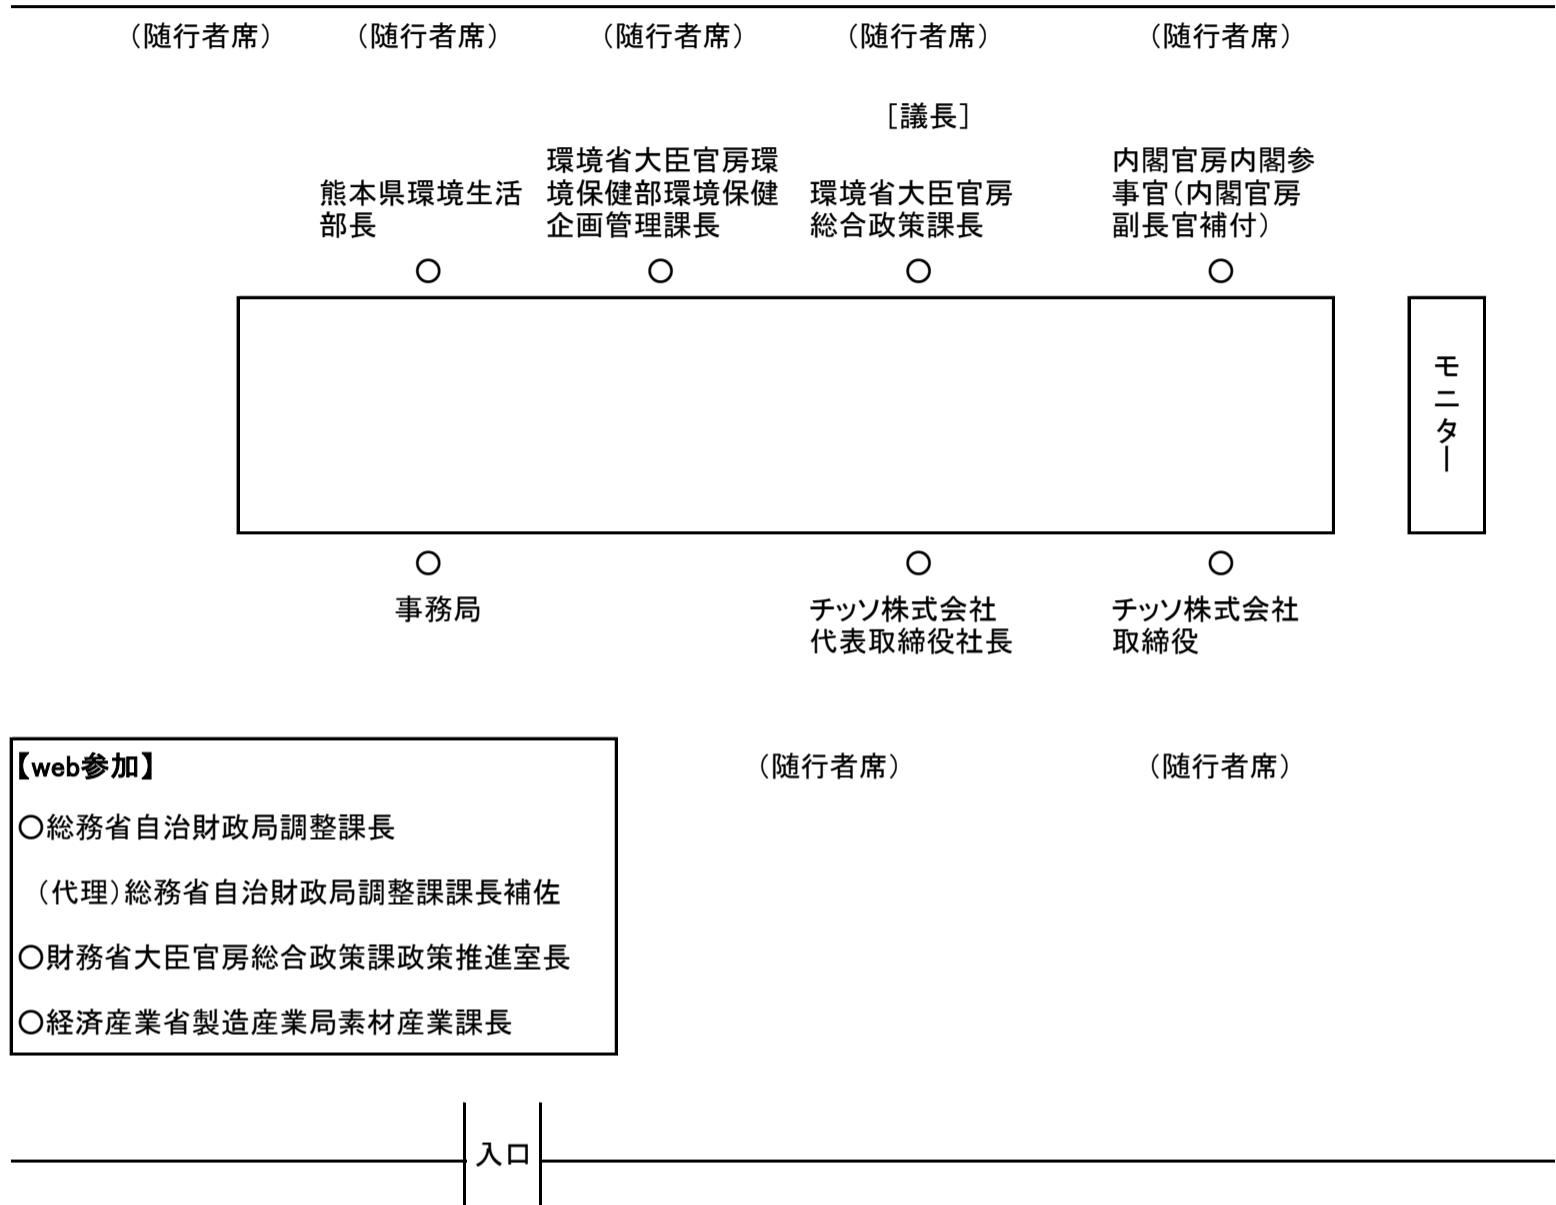 （随行者席） （随行者席） （随行者席） （随行者席） （随行者席）
［議長］
熊本県環境生活
部長
環境省大臣官房環
境保健部環境保健
企画管理課長
環境省大臣官房
総合政策課長
内閣官房内閣参
事官（内閣官房
副長官補付）
○ ○ ○ ○
モニター
○ ○ ○
事務局
チッソ株式会社
代表取締役社長
チッソ株式会社
取締役
（随行者席） （随行者席）
【web参加】
○総務省自治財政局調整課長
（代理）総務省自治財政局調整課課長補佐
○財務省大臣官房総合政策課政策推進室長
○経済産業省製造産業局素材産業課長
入口